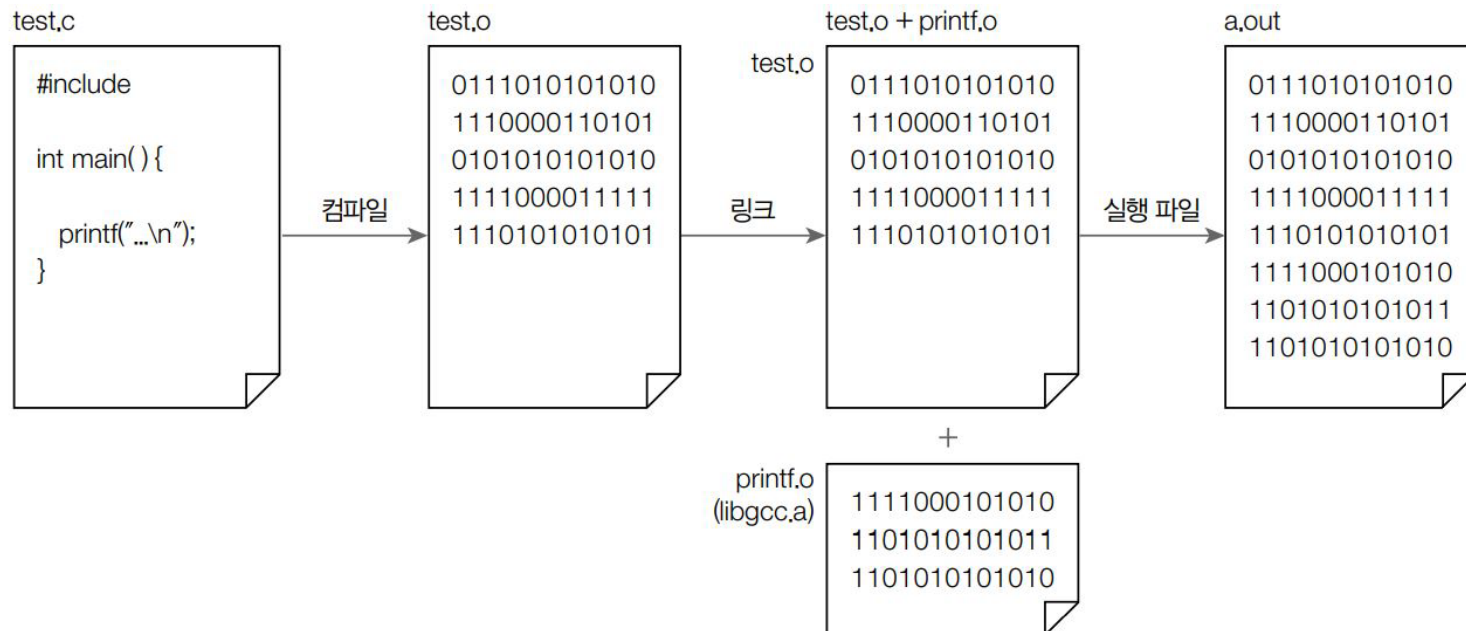 test.c
#include
int main( ) {
printf("...\n");
}
컴파일
test.o
0111010101010
1110000110101
0101010101010
1111000011111
1110101010101
링크
test.o + printf.o
test.o
0111010101010
1110000110101
0101010101010
1111000011111
1110101010101
+
printf.o
(libgcc.a)
1111000101010
1101010101011
1101010101010
실행 파일
a.out
0111010101010
1110000110101
0101010101010
1111000011111
1110101010101
1111000101010
1101010101011
1101010101010